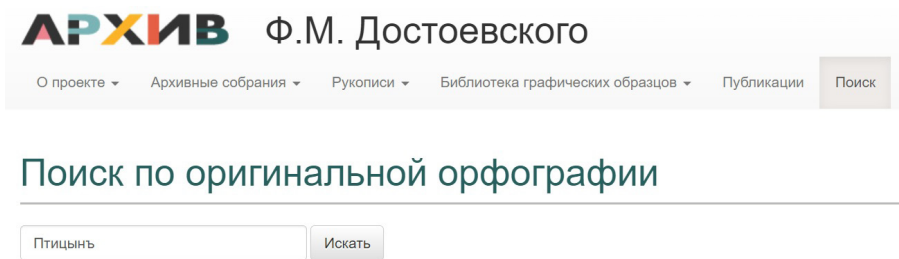 АРХИВ Ф.М. Достоевского
О проекте Архивные собрания Рукописи Библиотека графических образцов Публикации Поиск
Поиск по оригинальной орфографии
Птицынъ Искать